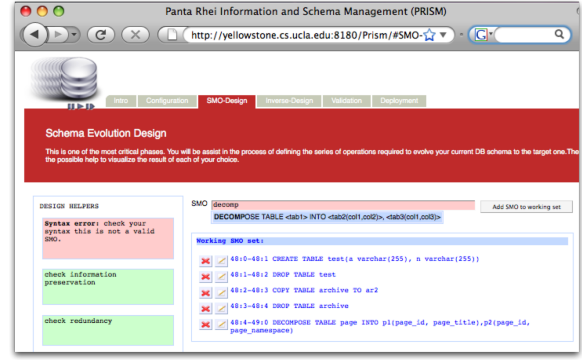 Panta Rhei Information and Schema Management (PRISM)
http://yellowstone.cs.ucla.edu:8180/Prism/#SMO-
G
Intro Configuration SMO-Design Inverse-Design Validation Deployment
Schema Evolution Design
This is one of the most critical phases. You will be assist in the process of defining the series of operations required to evolve your current DB schema to the target one.The
the possible help to visualize the result of each of your choice.
DESIGN HELPERS
Syntax error: check your
syntax this is not a valid
SMO.
check information
preservation
check redundancy
SMO decomp
Add SMO to working set
DECOMPOSE TABLE <tab1> INTO <tab2(col1,col2)>, <tab3(col1,col3)>
Working SMO set:
48:0-48:1 CREATE TABLE test(a varchar(255), n varchar(255))
48:1-48:2 DROP TABLE test
48:2-48:3 COPY TABLE archive TO ar2
48:3-48:4 DROP TABLE archive
48:4-49:0 DECOMPOSE TABLE page INTO p1(page_id, page_title),p2(page_id,
page_namespace)